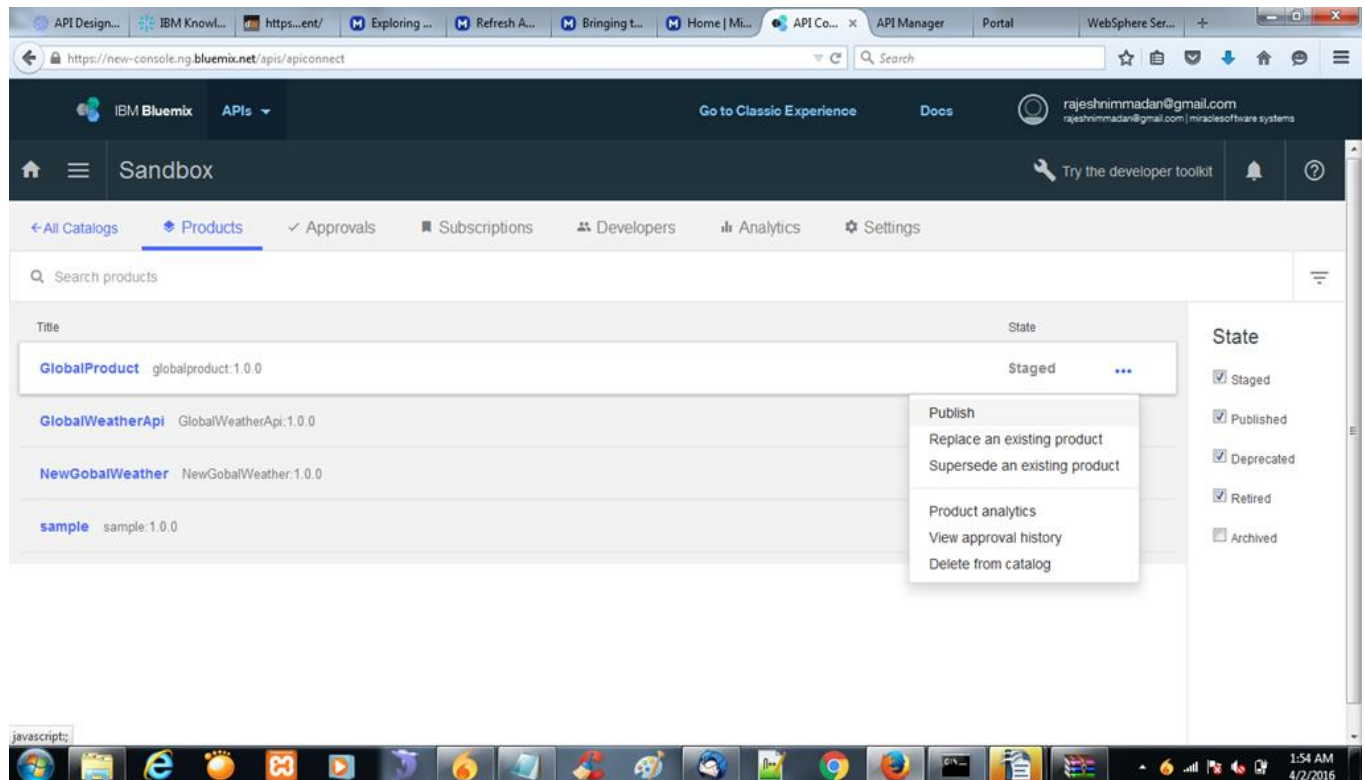 API Design... IBM Knowl... https...ent/ Exploring ... Refresh A... Bringing t... Home | Mi... API Co... × API Manager Portal WebSphere Ser... +
https://new-console.ng.bluemix.net/apis/apiconnect Search
IBM Bluemix APIs Go to Classic Experience Docs rajeshnimmadan@gmail.com
rajeshnimmadan@gmail.com | miraclesoftware systems
Sandbox Try the developer toolkit
←All Catalogs Products Approvals Subscriptions Developers Analytics Settings
Search products
Title State
GlobalProduct globalproduct:1.0.0 Staged ...
GlobalWeatherApi GlobalWeatherApi:1.0.0
NewGobalWeather NewGobalWeather:1.0.0
sample sample:1.0.0
Publish
Replace an existing product
Supersede an existing product
Product analytics
View approval history
Delete from catalog
State
Staged
Published
Deprecated
Retired
Archived
javascript:;
1:54 AM
4/2/2016